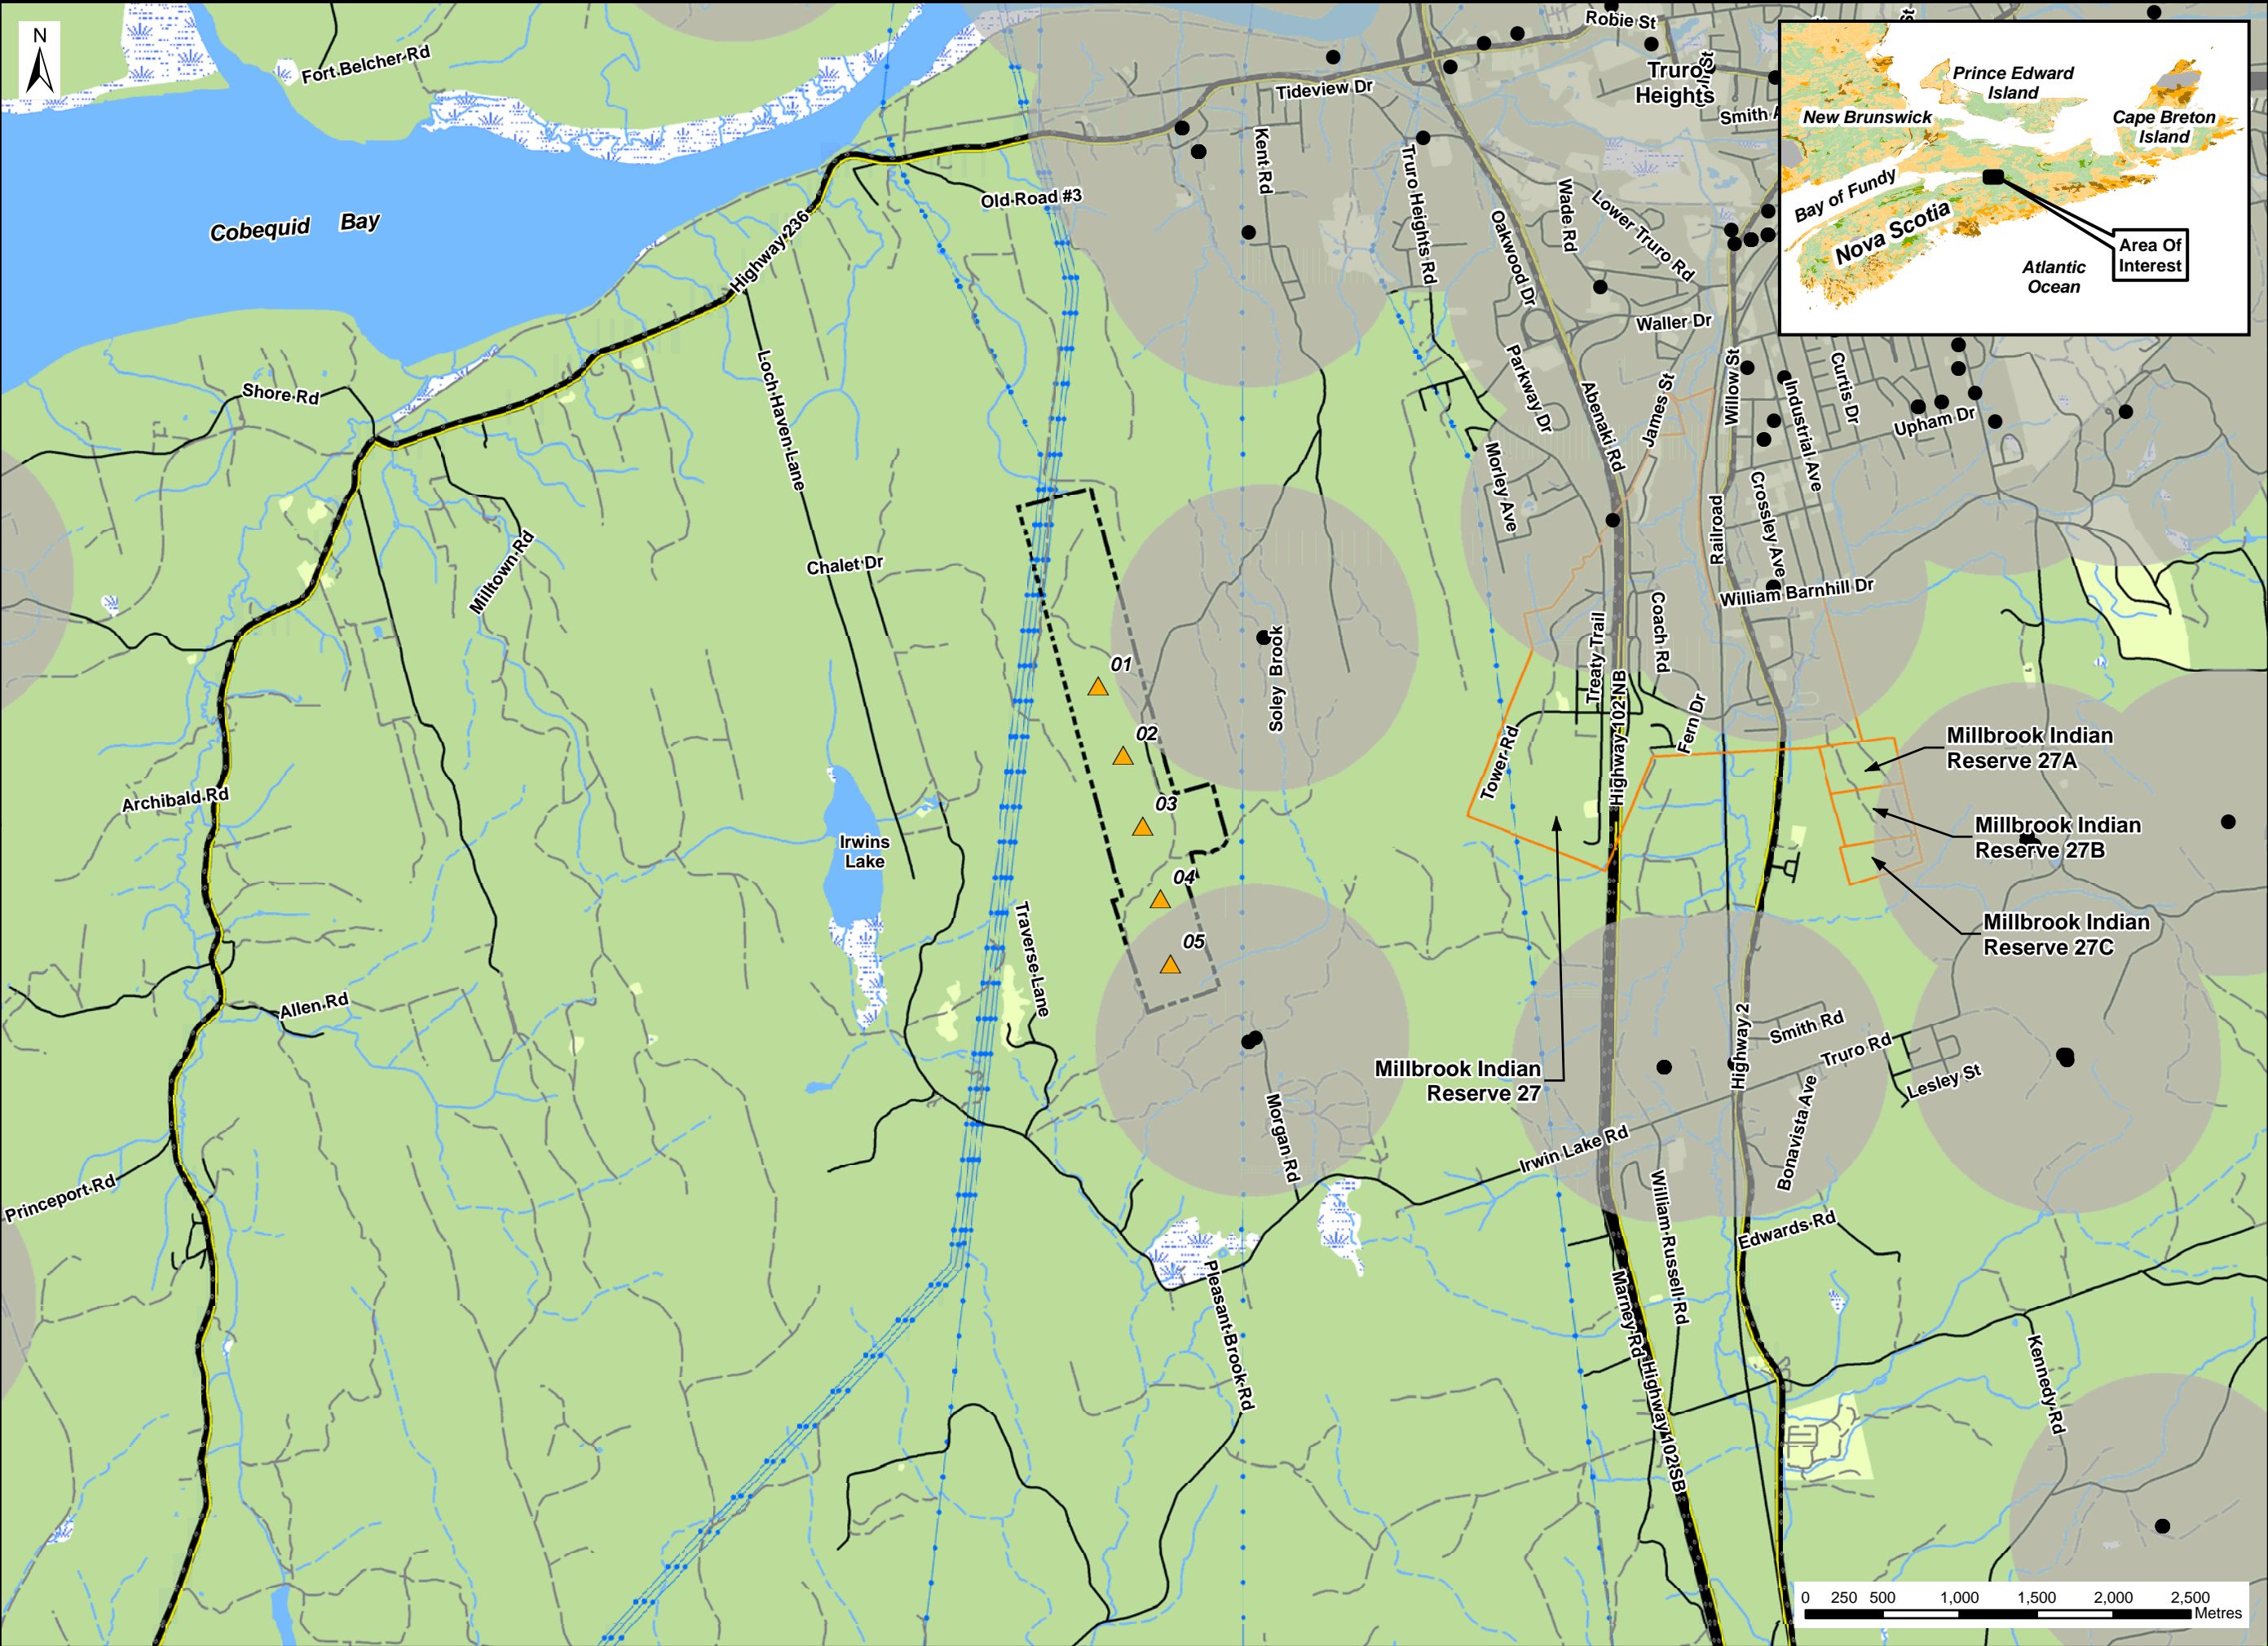 N
Fort Belcher Rd
Robie St
Truro
Heights
Tideview Dr
Smith A
Prince Edward
Island
New Brunswick
Cape Breton
Island
Bay of Fundy
Nova Scotia
Area Of
Interest
Atlantic
Ocean
Cobequid Bay
Old Road #3
Highway 236
Kent Rd
Truro Heights Rd
Oakwood Dr
Wade Rd
Lower Truro Rd
Waller Dr
Shore Rd
Loch Haven Lane
Parkway Dr
Abenaki Rd
James St
Willow St
Industrial Ave
Curtis Dr
Upham Dr
Morley Ave
Railroad
Crossley Ave
Milltown Rd
Chalet Dr
William Barnhill Dr
Treaty Trail
Coach Rd
Soley Brook
01
02
03
04
05
Tower Rd
Highway 102 NB
Fern Dr
Millbrook Indian
Reserve 27A
Millbrook Indian
Reserve 27B
Millbrook Indian
Reserve 27C
Archibald Rd
Irwins
Lake
Traverse Lane
Allen Rd
Millbrook Indian
Reserve 27
Highway 2
Smith Rd
Truro Rd
Lesley St
Bonavista Ave
Morgan Rd
Irwin Lake Rd
Princeport Rd
William Russell Rd
Edwards Rd
Pleasant Brook Rd
Marney Rd
Highway 102 SB
Kennedy Rd
0 250 500 1,000 1,500 2,000 2,500
Metres